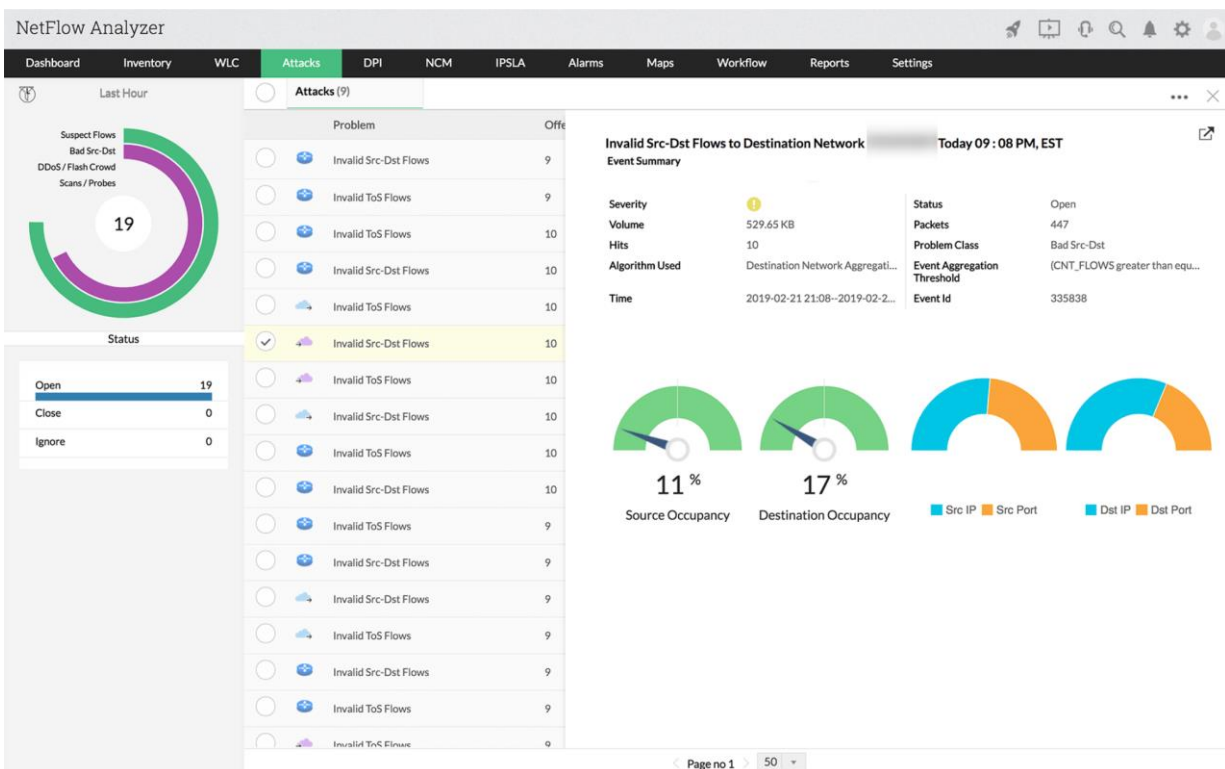 NetFlow Analyzer
Dashboard Inventory WLC Attacks DPI NCM IPSLA Alarms Maps Workflow Reports Settings
Last Hour
Suspect Flows
Bad Src-Dst
DDoS / Flash Crowd
Scans / Probes
19
Status
Open 19
Close 0
Ignore 0
Attacks (9)
Problem Offe
Invalid Src-Dst Flows 9
Invalid ToS Flows 9
Invalid ToS Flows 10
Invalid Src-Dst Flows 10
Invalid ToS Flows 10
Invalid Src-Dst Flows 10
Invalid ToS Flows 10
Invalid Src-Dst Flows 10
Invalid ToS Flows 10
Invalid Src-Dst Flows 10
Invalid ToS Flows 9
Invalid Src-Dst Flows 9
Invalid Src-Dst Flows 9
Invalid ToS Flows 9
Invalid Src-Dst Flows 9
Invalid ToS Flows 9
Invalid ToS Flows 9
Invalid Src-Dst Flows to Destination Network Today 09 : 08 PM, EST
Event Summary
Severity Status Open
Volume 529.65 KB Packets 447
Hits 10 Problem Class Bad Src-Dst
Algorithm Used Destination Network Aggregati... Event Aggregation Threshold (CNT_FLOWS greater than equ...
Time 2019-02-21 21:08--2019-02-2... Event Id 335838
11 % 17 %
Source Occupancy Destination Occupancy Src IP Src Port Dst IP Dst Port
Page no 1 50